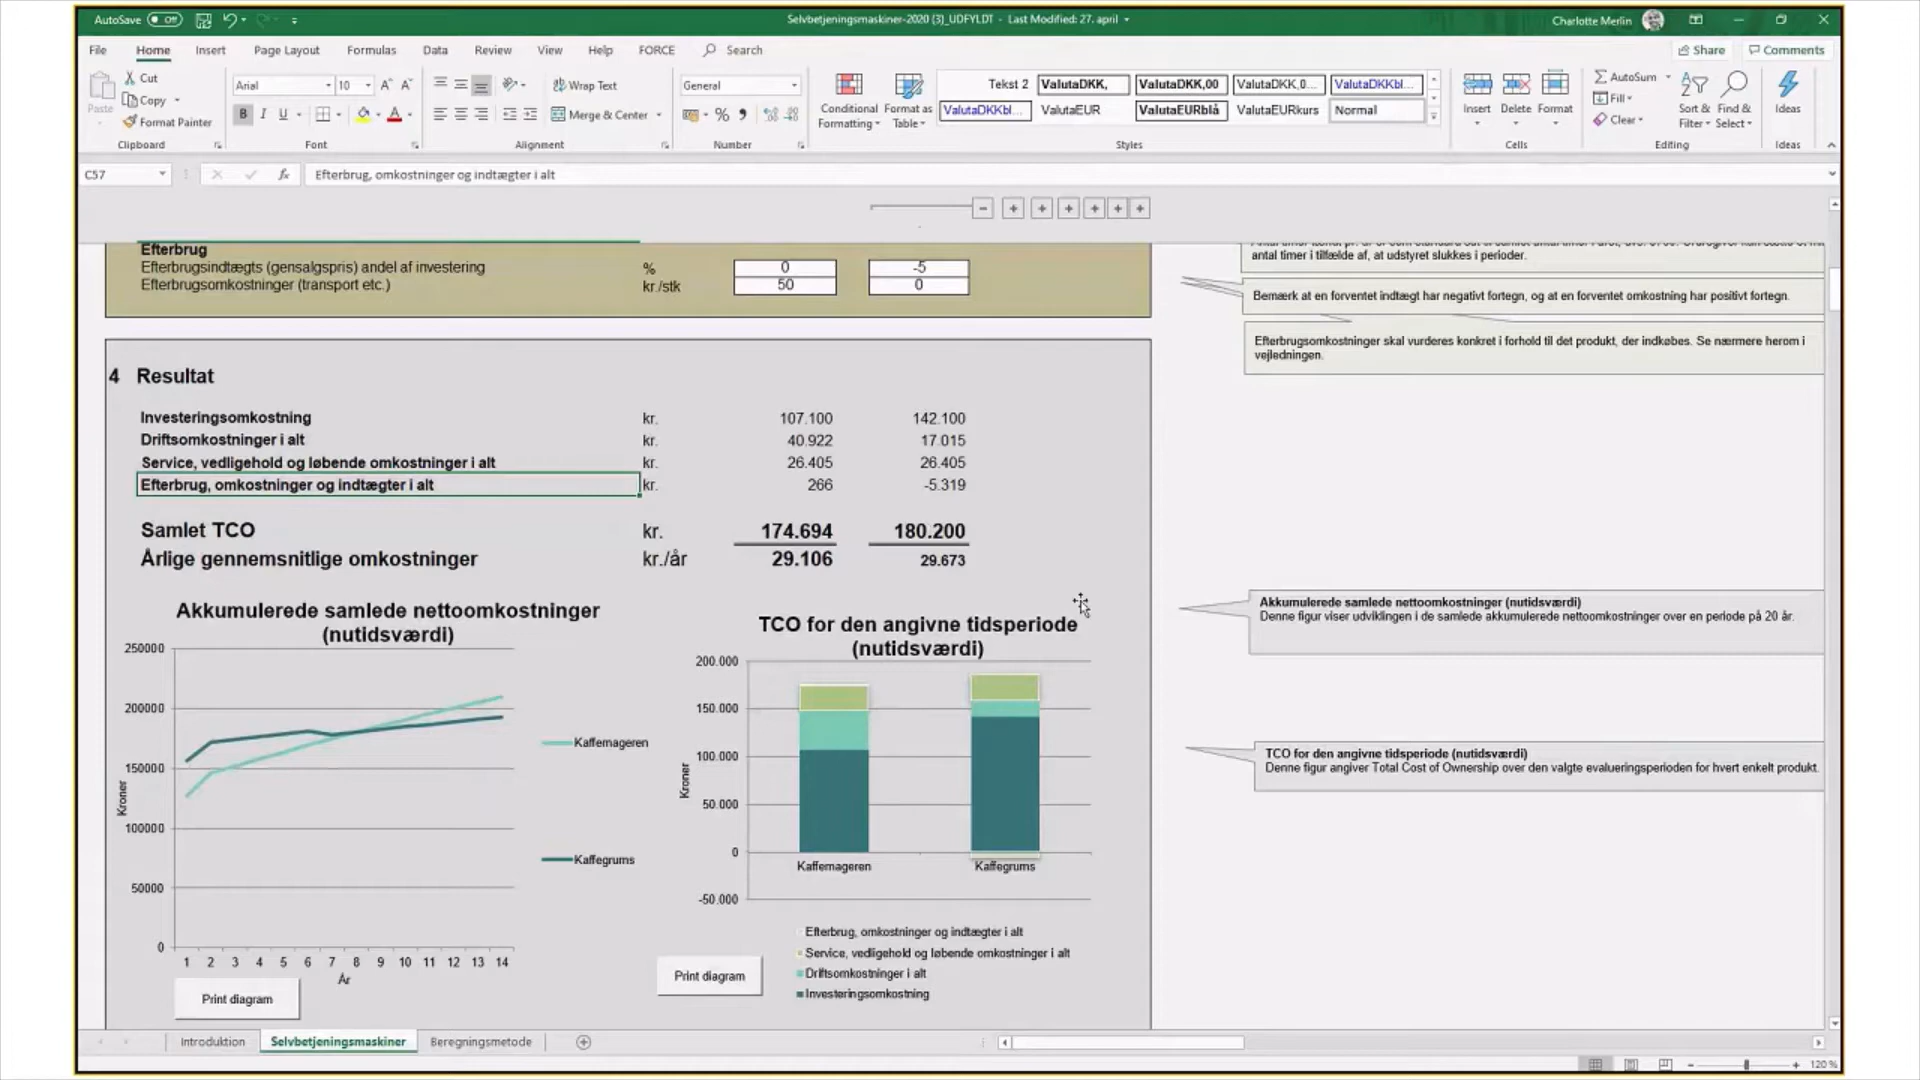 AutoSave Off
Selvbetjeningsmaskiner-2020 (3)_UDFYLDT - Last Modified: 27. april
Charlotte Merlin
File Home Insert Page Layout Formulas Data Review View Help FORCE Search
Share Comments
Paste
Cut
Copy
Format Painter
Clipboard
Arial 10
Font
Wrap Text
Merge & Center
Alignment
General
Number
Conditional Formatting
Format as Table
Tekst 2 ValutaDKK, ValutaDKK,00 ValutaDKK,0... ValutaDKKbl...
ValutaDKKbl... ValutaEUR ValutaEURblå ValutaEURkurs Normal
Styles
Insert Delete Format
Cells
AutoSum
Fill
Clear
Sort & Filter
Find & Select
Editing
Ideas
Ideas
C57 fx Efterbrug, omkostninger og indtægter i alt
Efterbrug
Efterbrugsindtægts (gensalgspris) andel af investering % 0 -5
Efterbrugsomkostninger (transport etc.) kr./stk 50 0
antal timer i tilfælde af, at udstyret slukkes i perioder.
Bemærk at en forventet indtægt har negativt fortegn, og at en forventet omkostning har positivt fortegn.
Efterbrugsomkostninger skal vurderes konkret i forhold til det produkt, der indkøbes. Se nærmere herom i
vejledningen.
4 Resultat
Investeringsomkostning kr. 107.100 142.100
Driftsomkostninger i alt kr. 40.922 17.015
Service, vedligehold og løbende omkostninger i alt kr. 26.405 26.405
Efterbrug, omkostninger og indtægter i alt kr. 266 -5.319
Samlet TCO kr. 174.694 180.200
Årlige gennemsnitlige omkostninger kr./år 29.106 29.673
Akkumulerede samlede nettoomkostninger
(nutidsværdi)
250000
200000
150000
100000
50000
0
Kroner
1 2 3 4 5 6 7 8 9 10 11 12 13 14
År
Kaffemageren
Kaffegrums
Print diagram
TCO for den angivne tidsperiode
(nutidsværdi)
200.000
150.000
100.000
50.000
0
-50.000
Kroner
Kaffemageren Kaffegrums
Efterbrug, omkostninger og indtægter i alt
Service, vedligehold og løbende omkostninger i alt
Driftsomkostninger i alt
Investeringsomkostning
Print diagram
Akkumulerede samlede nettoomkostninger (nutidsværdi)
Denne figur viser udviklingen i de samlede akkumulerede nettoomkostninger over en periode på 20 år.
TCO for den angivne tidsperiode (nutidsværdi)
Denne figur angiver Total Cost of Ownership over den valgte evalueringsperioden for hvert enkelt produkt.
Introduktion Selvbetjeningsmaskiner Beregningsmetode
120 %